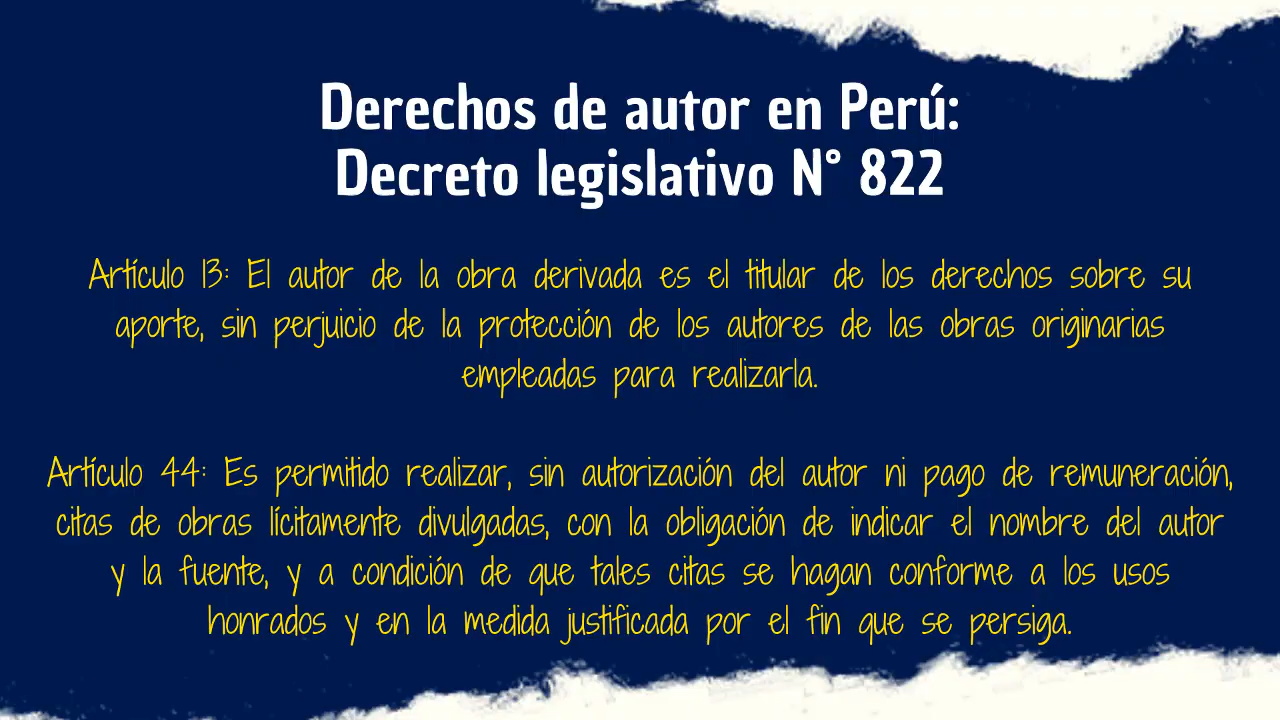 Derechos de autor en Perú:
Decreto legislativo N° 822
Artículo 13: El autor de la obra derivada es el titular de los derechos sobre su
aporte, sin perjuicio de la protección de los autores de las obras originarias
empleadas para realizarla.
Artículo 44: Es permitido realizar, sin autorización del autor ni pago de remuneración,
citas de obras lícitamente divulgadas, con la obligación de indicar el nombre del autor
y la fuente, y a condición de que tales citas se hagan conforme a los usos
honrados y en la medida justificada por el fin que se persiga.